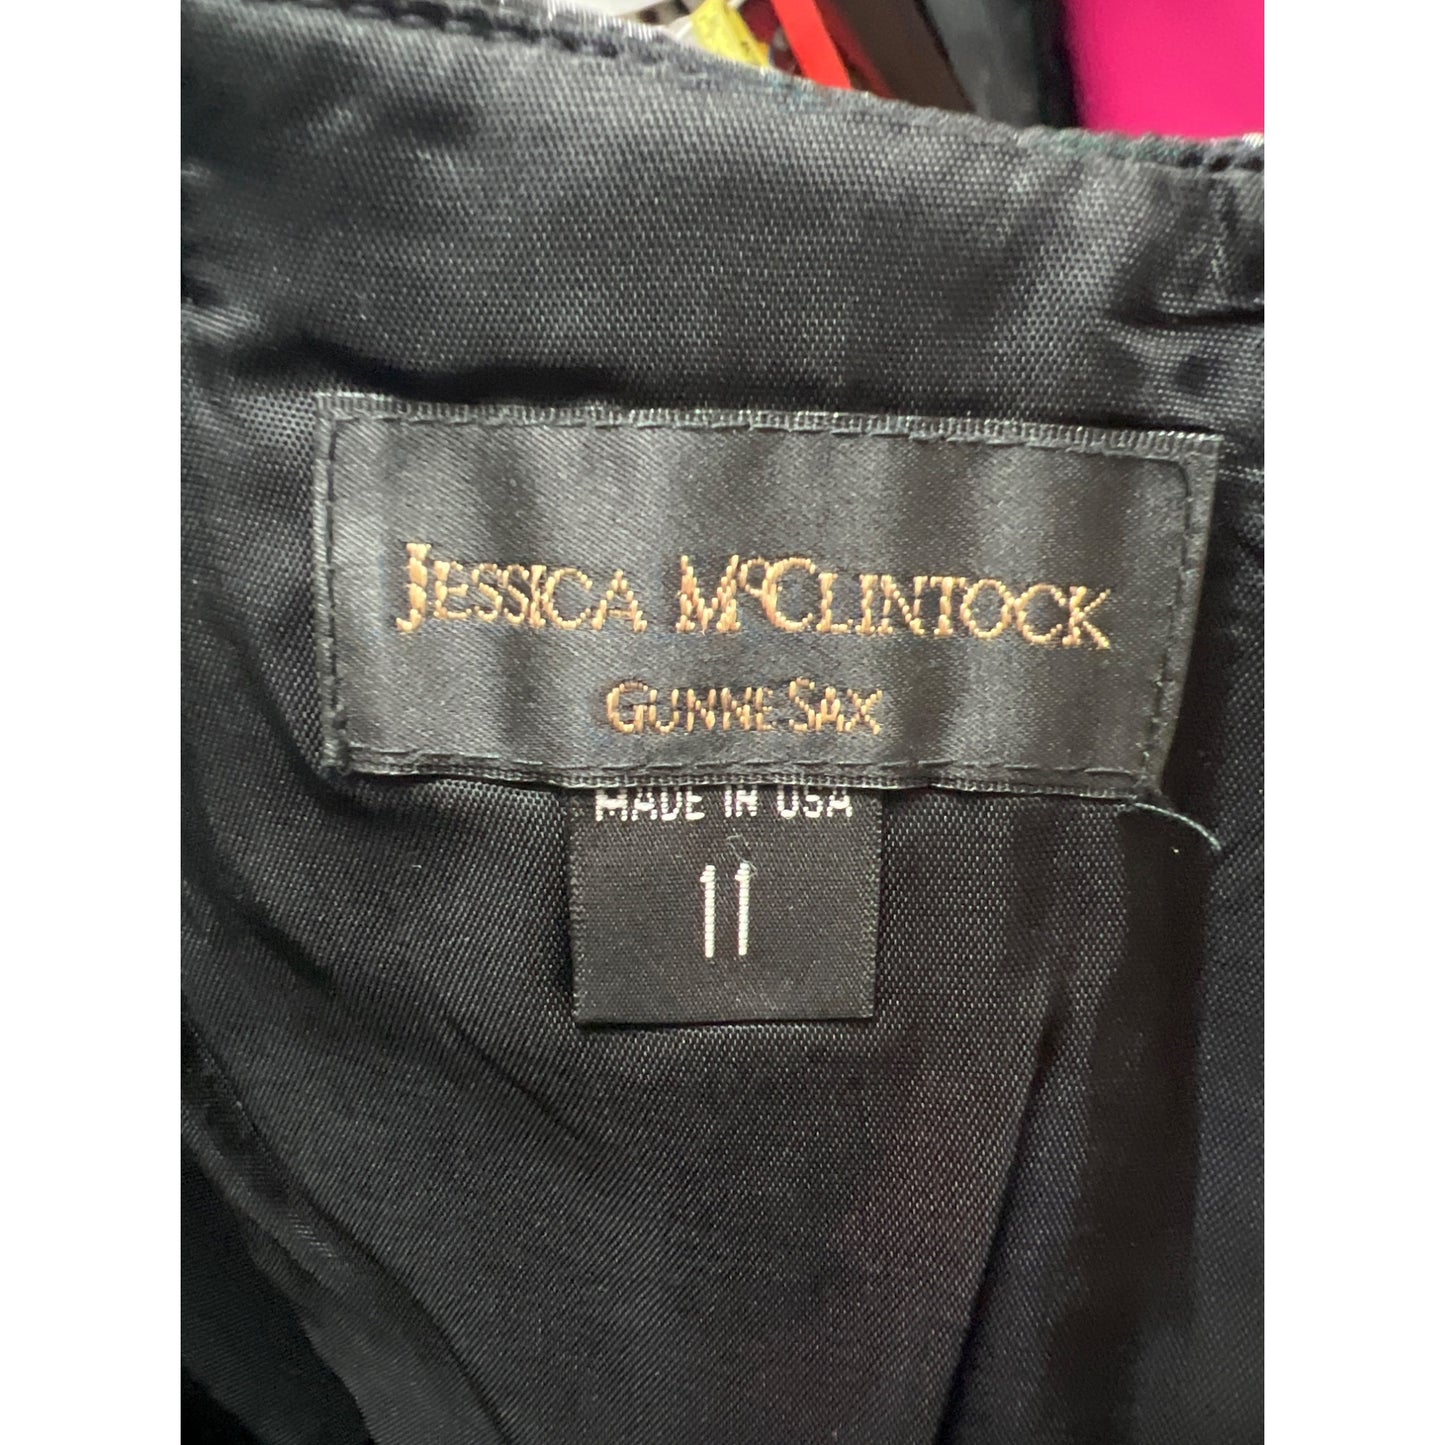 JESSICA McCLINTOCK
GUNNE SAX
MADE IN USA
11